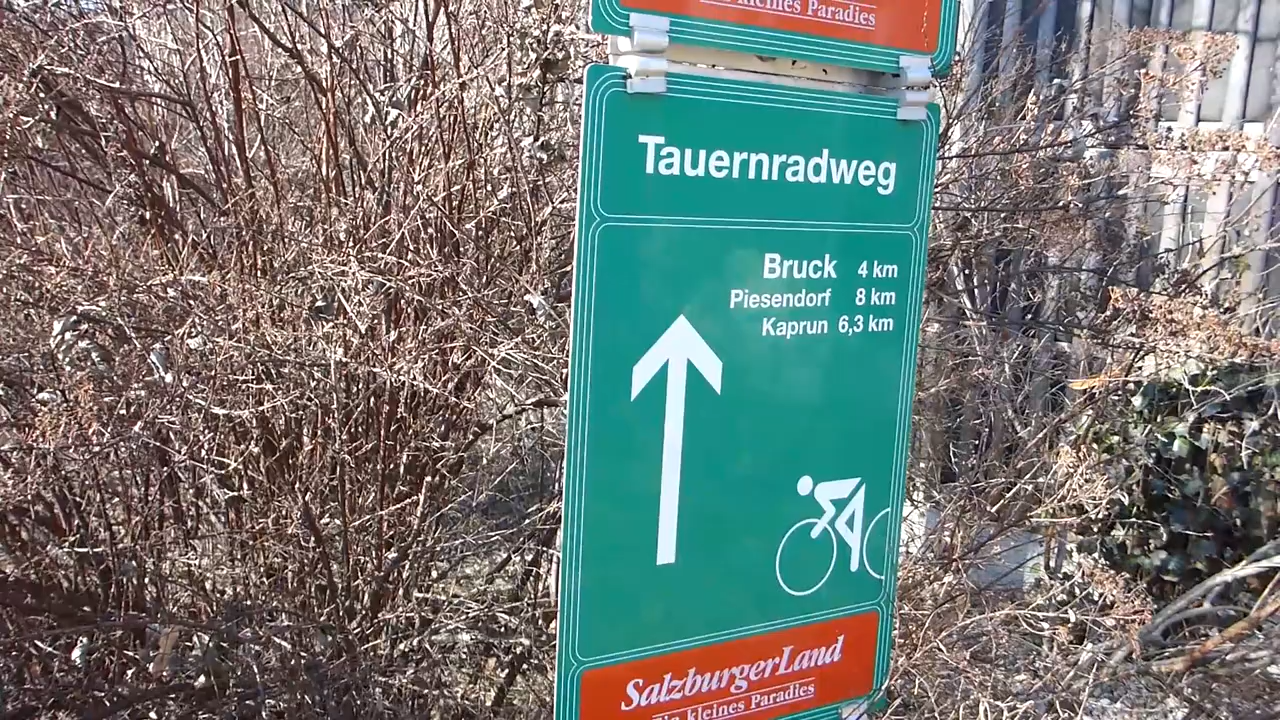 kleines Paradies
Tauernradweg
Bruck 4 km
Piesendorf 8 km
Kaprun 6,3 km
SalzburgerLand
Ein kleines Paradies